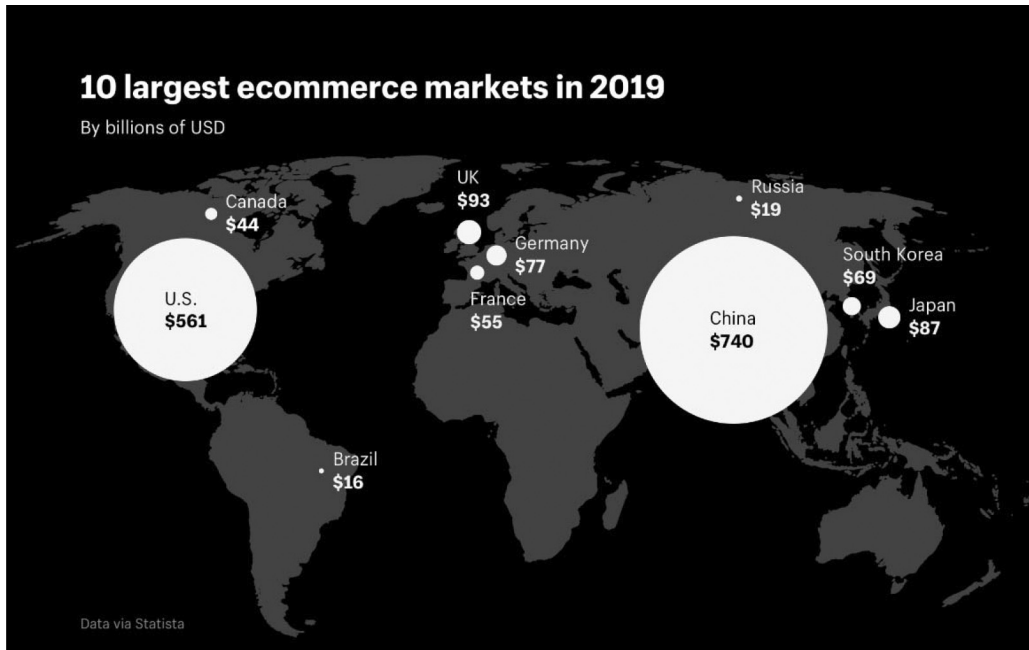 10 largest ecommerce markets in 2019
By billions of USD
Canada
$44
U.S.
$561
Brazil
$16
UK
$93
Germany
$77
France
$55
Russia
$19
China
$740
South Korea
$69
Japan
$87
Data via Statista